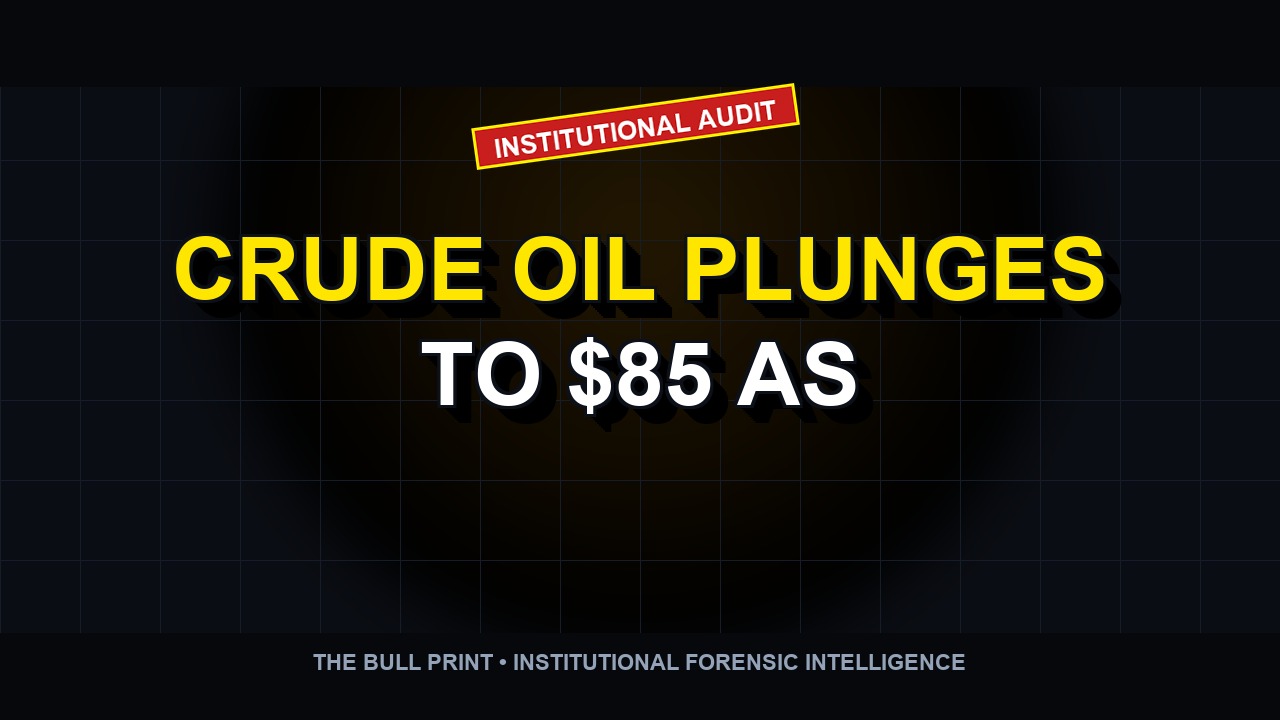 INSTITUTIONAL AUDIT
CRUDE OIL PLUNGES
TO $85 AS
THE BULL PRINT • INSTITUTIONAL FORENSIC INTELLIGENCE